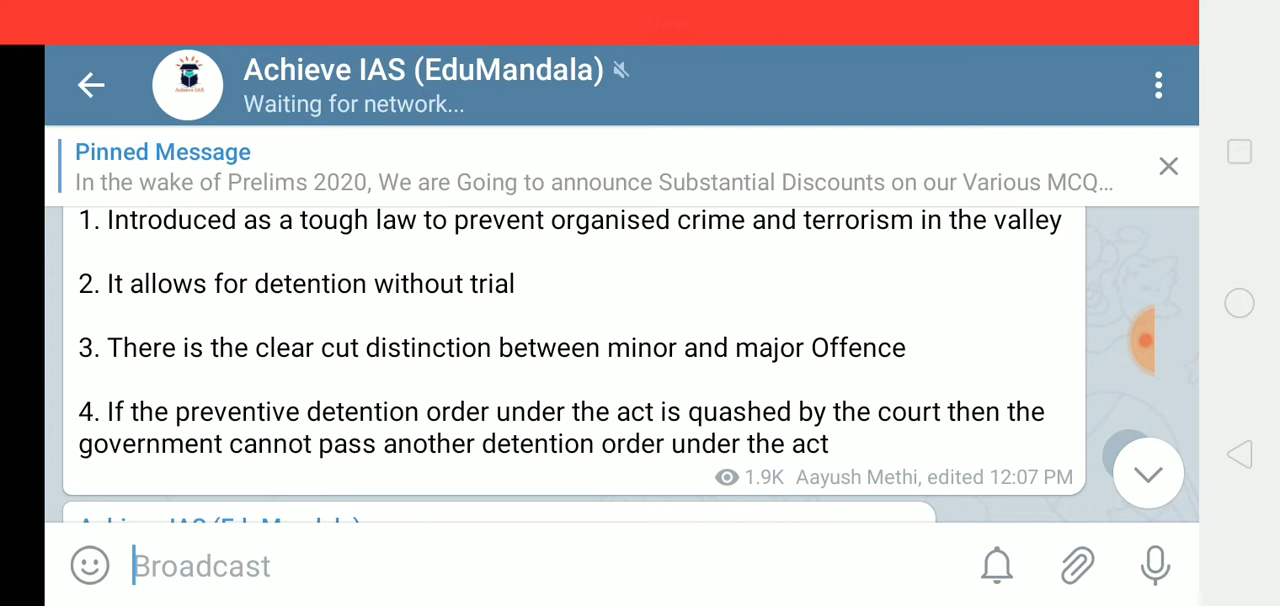 Achieve IAS (EduMandala)
Waiting for network...
Pinned Message
In the wake of Prelims 2020, We are Going to announce Substantial Discounts on our Various MCQ...
1. Introduced as a tough law to prevent organised crime and terrorism in the valley
2. It allows for detention without trial
3. There is the clear cut distinction between minor and major Offence
4. If the preventive detention order under the act is quashed by the court then the
government cannot pass another detention order under the act
1.9K Aayush Methi, edited 12:07 PM
Achieve IAS (EduMandala)
Broadcast